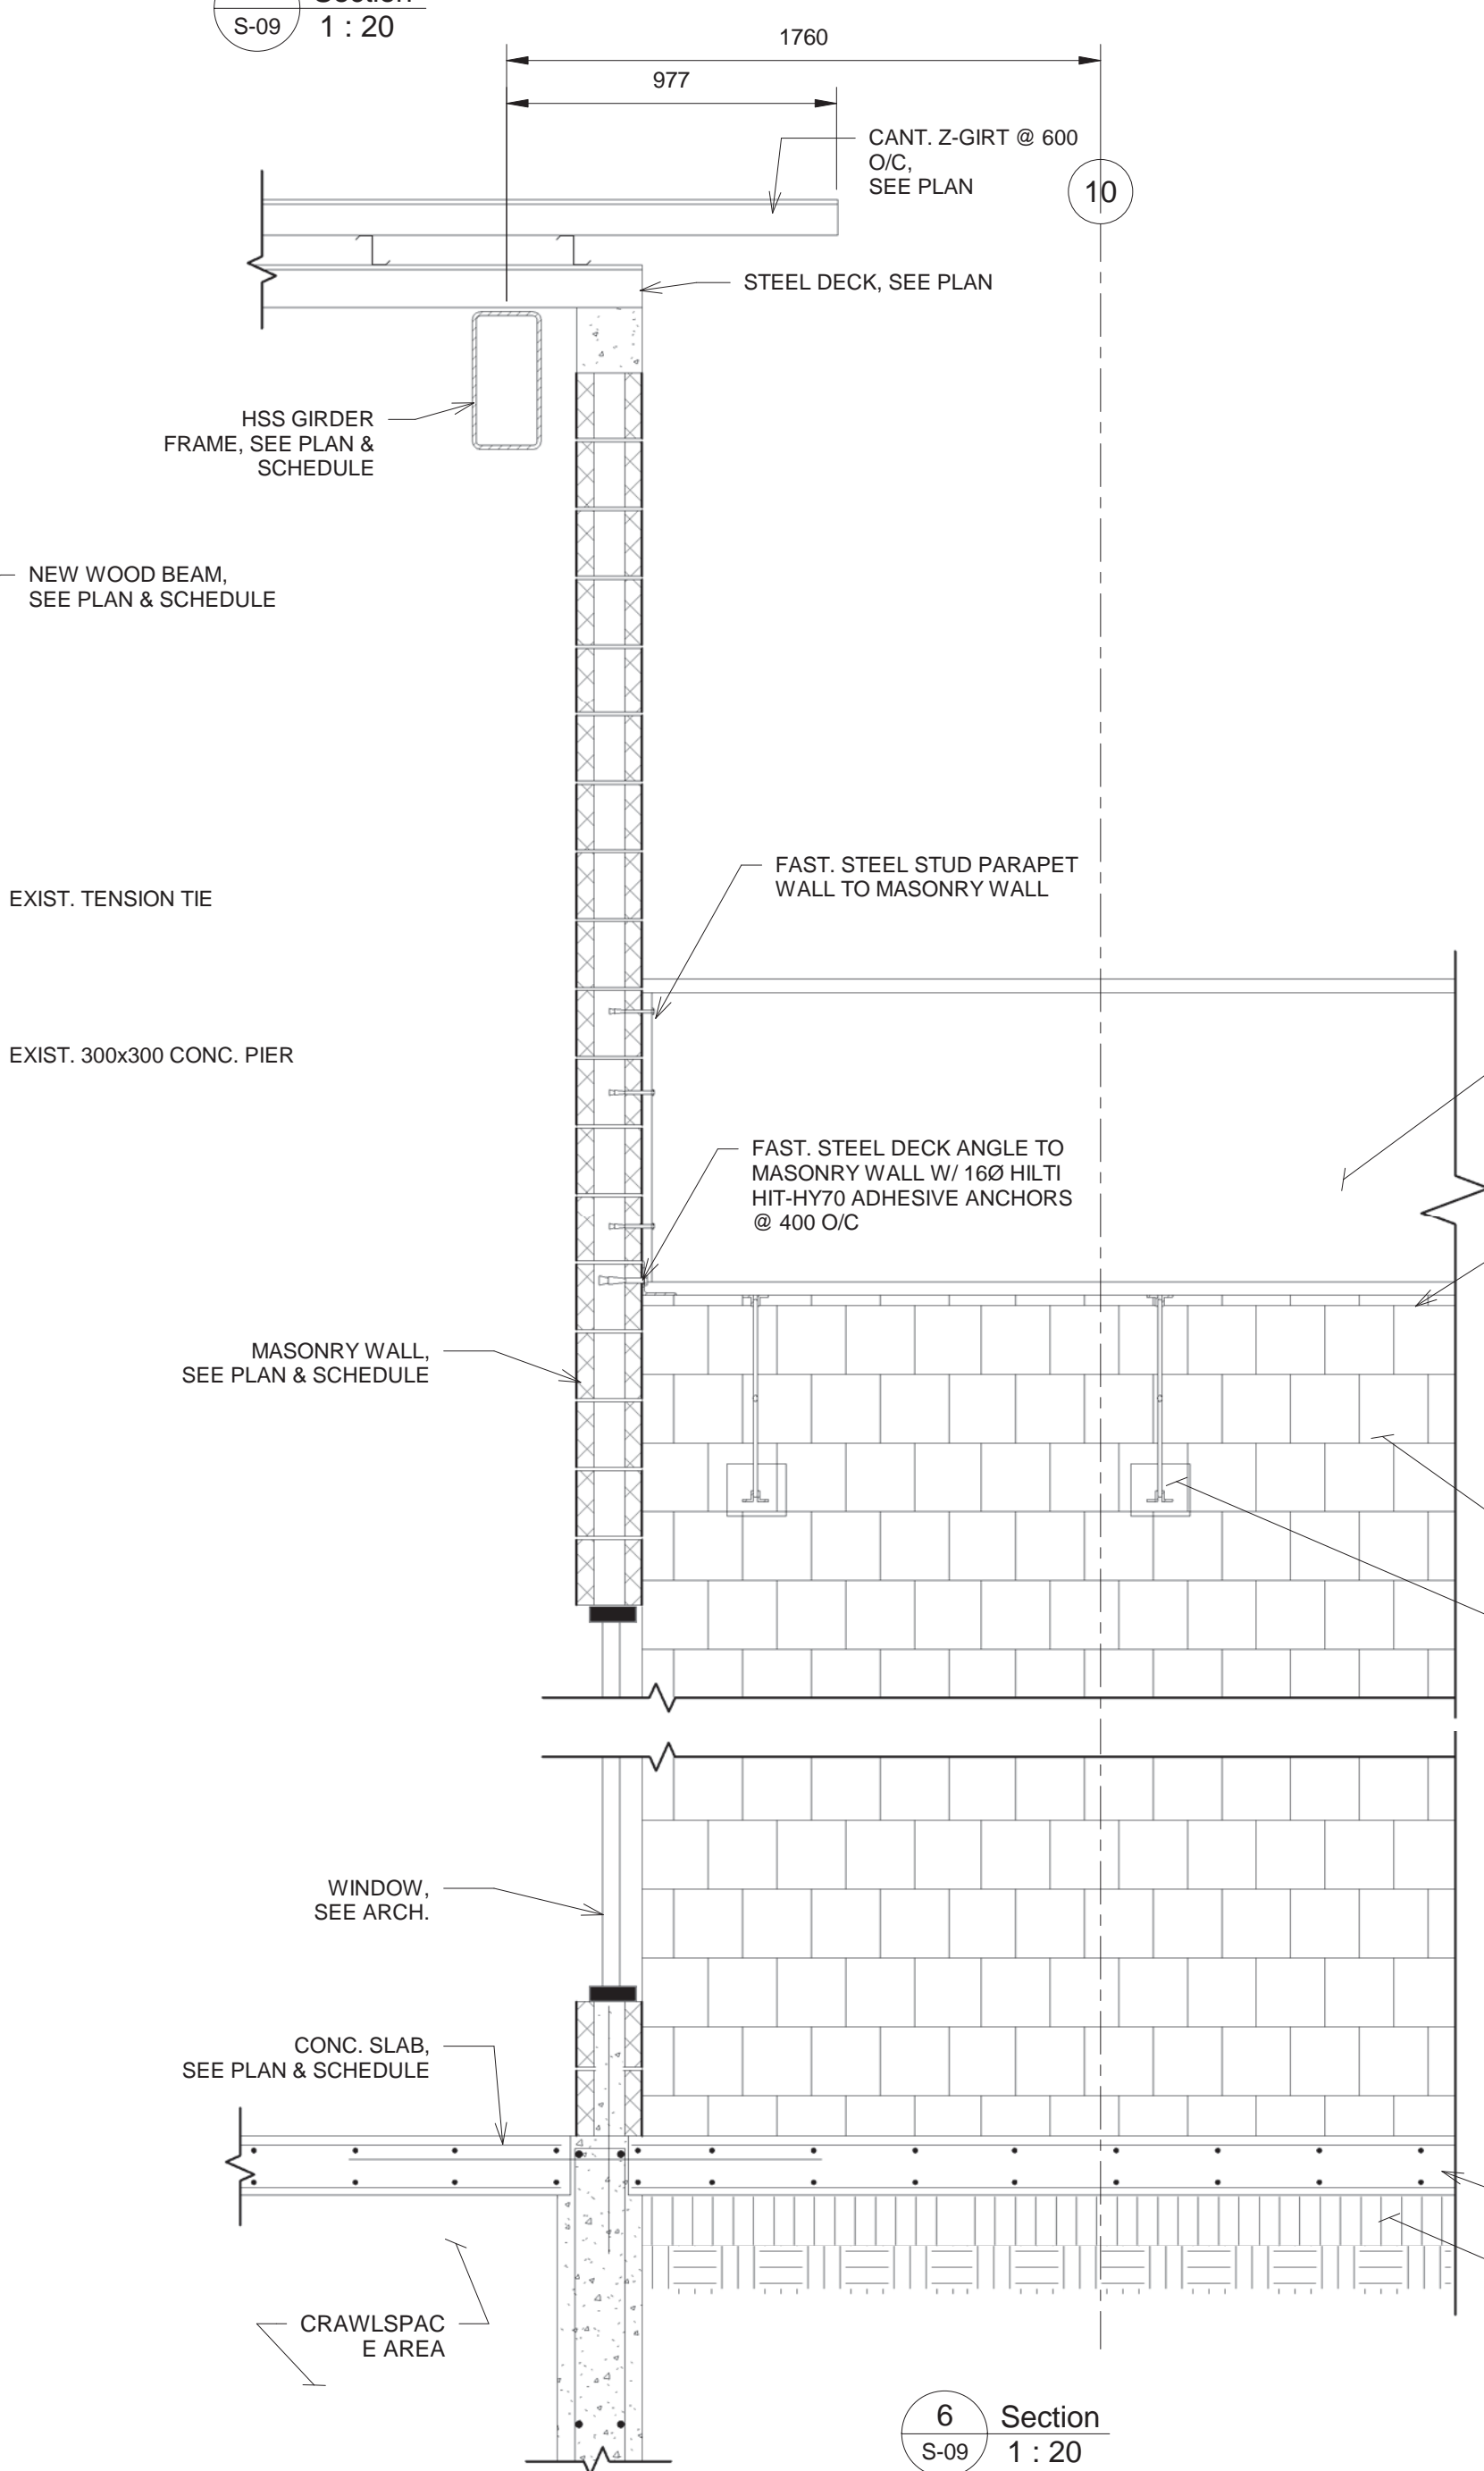 Section
S-09
1 : 20
1760
977
CANT. Z-GIRT @ 600
O/C,
SEE PLAN
10
STEEL DECK, SEE PLAN
HSS GIRDER
FRAME, SEE PLAN &
SCHEDULE
NEW WOOD BEAM,
SEE PLAN & SCHEDULE
FAST. STEEL STUD PARAPET
WALL TO MASONRY WALL
EXIST. TENSION TIE
EXIST. 300x300 CONC. PIER
FAST. STEEL DECK ANGLE TO
MASONRY WALL W/ 16Ø HILTI
HIT-HY70 ADHESIVE ANCHORS
@ 400 O/C
MASONRY WALL,
SEE PLAN & SCHEDULE
WINDOW,
SEE ARCH.
CONC. SLAB,
SEE PLAN & SCHEDULE
CRAWLSPAC
E AREA
6
Section
S-09
1 : 20